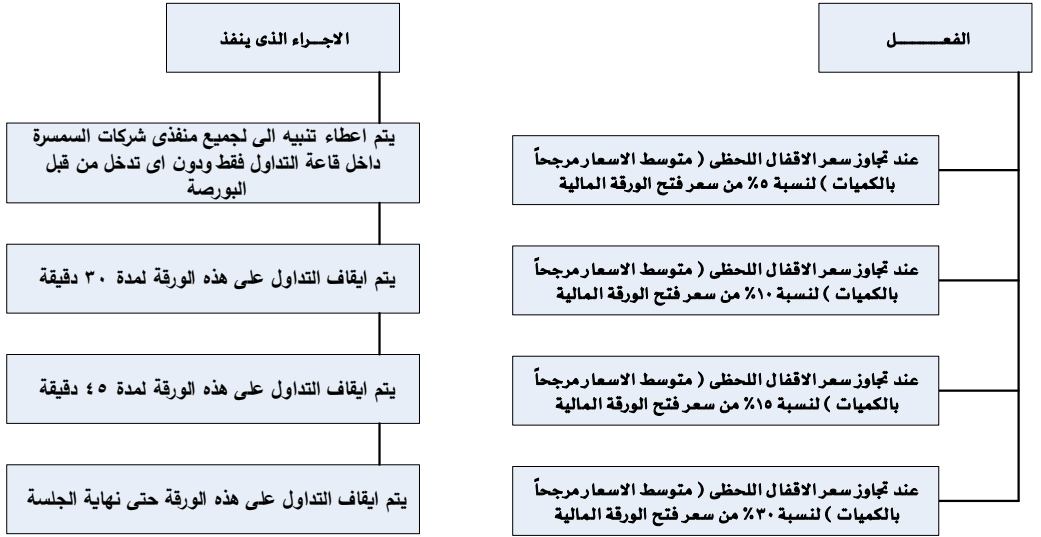 الفعـــــــل
الاجـــراء الذى ينفذ
عند تجاوز سعر الاقفال اللحظى ( متوسط الاسعار مرجحاً
بالكميات ) لنسبة ٥% من سعر فتح الورقة المالية
يتم اعطاء تنبيه الى لجميع منفذى شركات السمسرة
داخل قاعة التداول فقط ودون اى تدخل من قبل
البورصة
عند تجاوز سعر الاقفال اللحظى ( متوسط الاسعار مرجحاً
بالكميات ) لنسبة ١٠% من سعر فتح الورقة المالية
يتم ايقاف التداول على هذه الورقة لمدة ٣٠ دقيقة
عند تجاوز سعر الاقفال اللحظى ( متوسط الاسعار مرجحاً
بالكميات ) لنسبة ١٥% من سعر فتح الورقة المالية
يتم ايقاف التداول على هذه الورقة لمدة ٤٥ دقيقة
عند تجاوز سعر الاقفال اللحظى ( متوسط الاسعار مرجحاً
بالكميات ) لنسبة ٣٠% من سعر فتح الورقة المالية
يتم ايقاف التداول على هذه الورقة حتى نهاية الجلسة